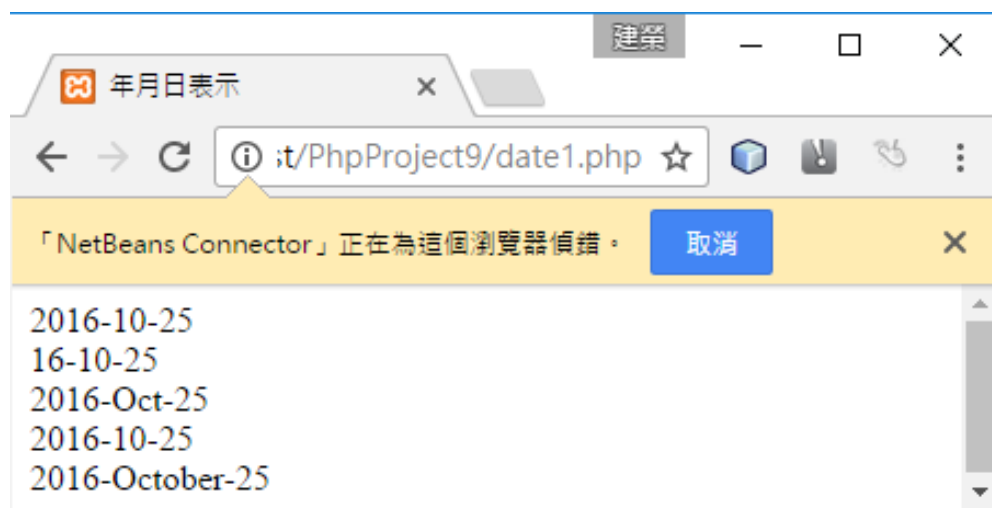 建榮
年月日表示
st/PhpProject9/date1.php
「NetBeans Connector」正在為這個瀏覽器偵錯。
取消
2016-10-25
16-10-25
2016-Oct-25
2016-10-25
2016-October-25